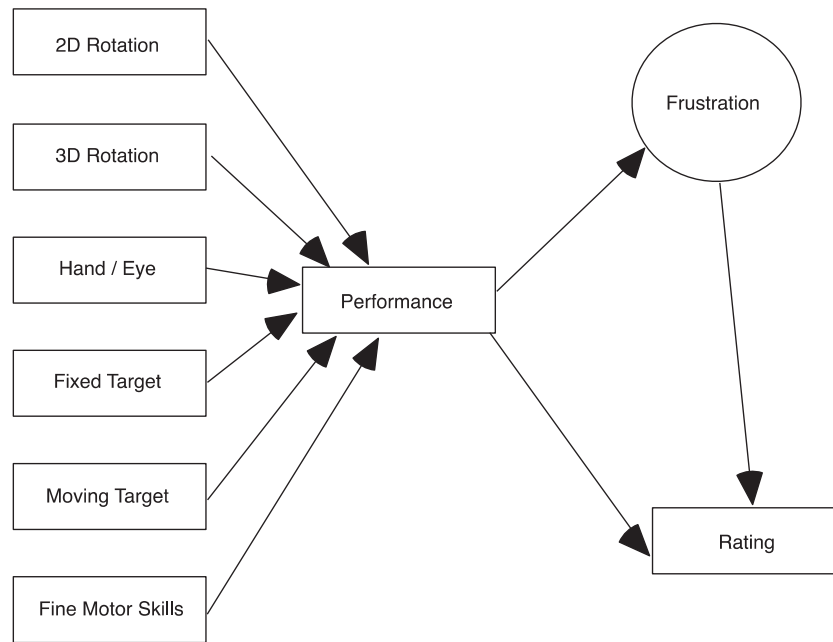 2D Rotation
3D Rotation
Hand / Eye
Fixed Target
Moving Target
Fine Motor Skills
Performance
Frustration
Rating